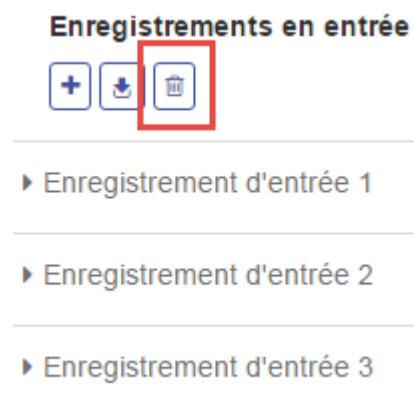 Enregistrements en entrée
Enregistrement d'entrée 1
Enregistrement d'entrée 2
Enregistrement d'entrée 3